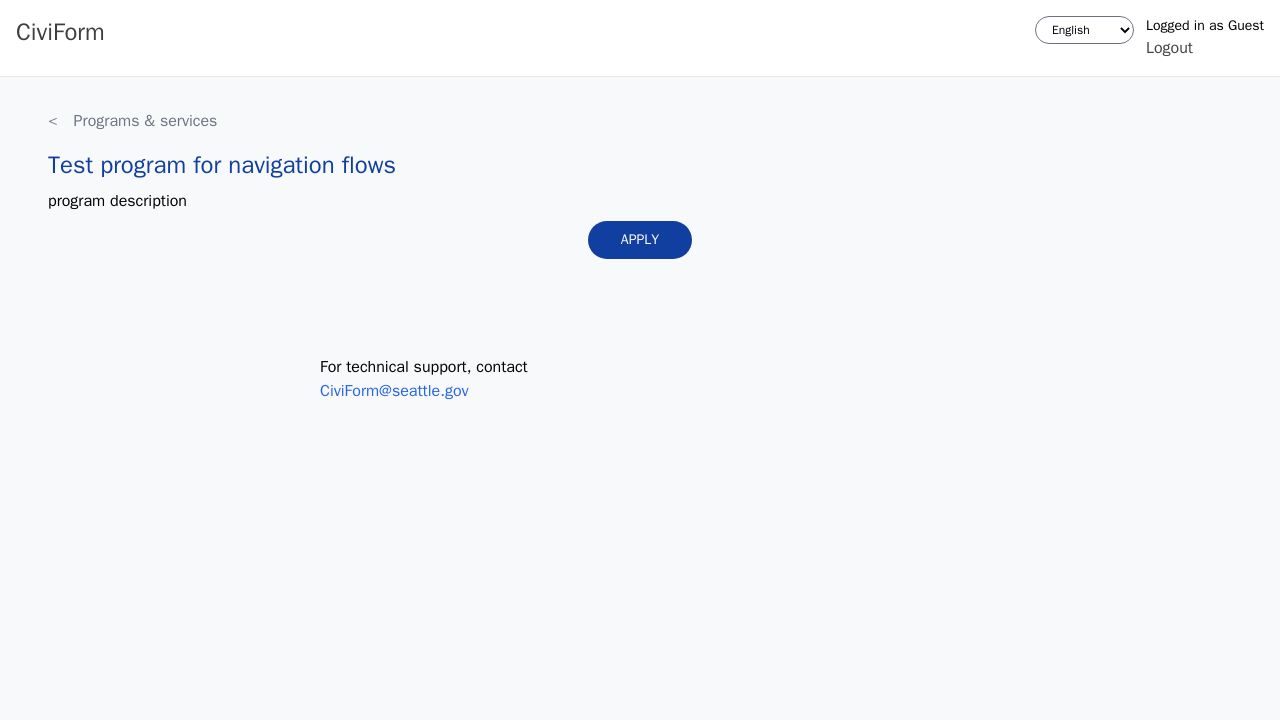 CiviForm
English
Logged in as Guest
Logout
< Programs & services
Test program for navigation flows
program description
APPLY
For technical support, contact
CiviForm@seattle.gov